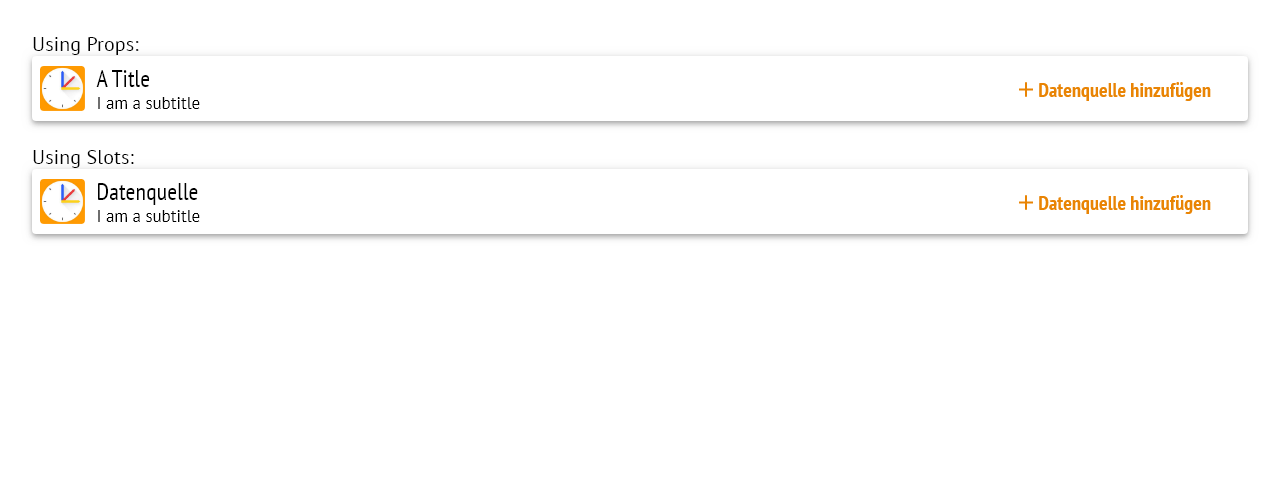 Using Props:
A Title
I am a subtitle
+ Datenquelle hinzufügen
Using Slots:
Datenquelle
I am a subtitle
+ Datenquelle hinzufügen